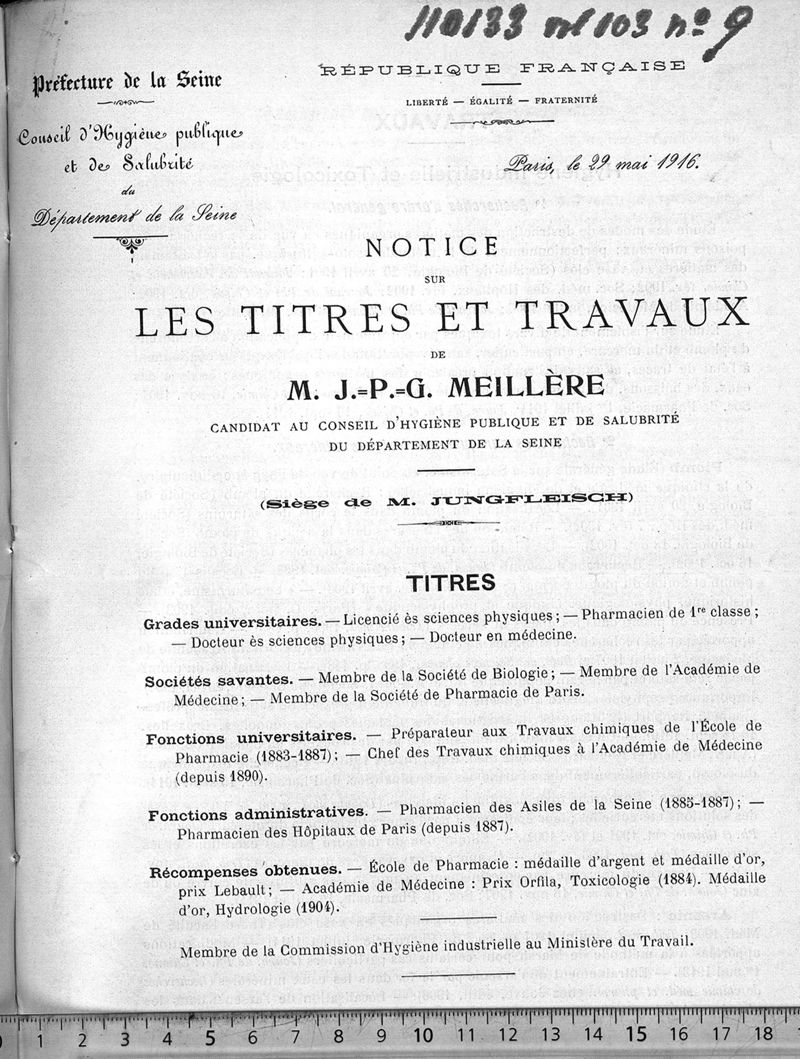 110133 vol 103 nº 9
Préfecture de la Seine
Conseil d'Hygiène publique
et de Salubrité
du
Département de la Seine
RÉPUBLIQUE FRANÇAISE
LIBERTÉ — ÉGALITÉ — FRATERNITÉ
Paris, le 29 mai 1916.
NOTICE
SUR
LES TITRES ET TRAVAUX
DE
M. J.=P.=G. MEILLÈRE
CANDIDAT AU CONSEIL D'HYGIÈNE PUBLIQUE ET DE SALUBRITÉ
DU DÉPARTEMENT DE LA SEINE
(Siège de M. JUNGFLEISCH)
TITRES
Grades universitaires. — Licencié ès sciences physiques; — Pharmacien de 1re classe;
— Docteur ès sciences physiques; — Docteur en médecine.
Sociétés savantes. — Membre de la Société de Biologie; — Membre de l'Académie de
Médecine; — Membre de la Société de Pharmacie de Paris.
Fonctions universitaires. — Préparateur aux Travaux chimiques de l'École de
Pharmacie (1883-1887); — Chef des Travaux chimiques à l'Académie de Médecine
(depuis 1890).
Fonctions administratives. — Pharmacien des Asiles de la Seine (1885-1887); —
Pharmacien des Hôpitaux de Paris (depuis 1887).
Récompenses obtenues. — École de Pharmacie : médaille d'argent et médaille d'or,
prix Lebault; — Académie de Médecine : Prix Orfila, Toxicologie (1884). Médaille
d'or, Hydrologie (1904).
Membre de la Commission d'Hygiène industrielle au Ministère du Travail.
0 1 2 3 4 5 6 7 8 9 10 11 12 13 14 15 16 17 18